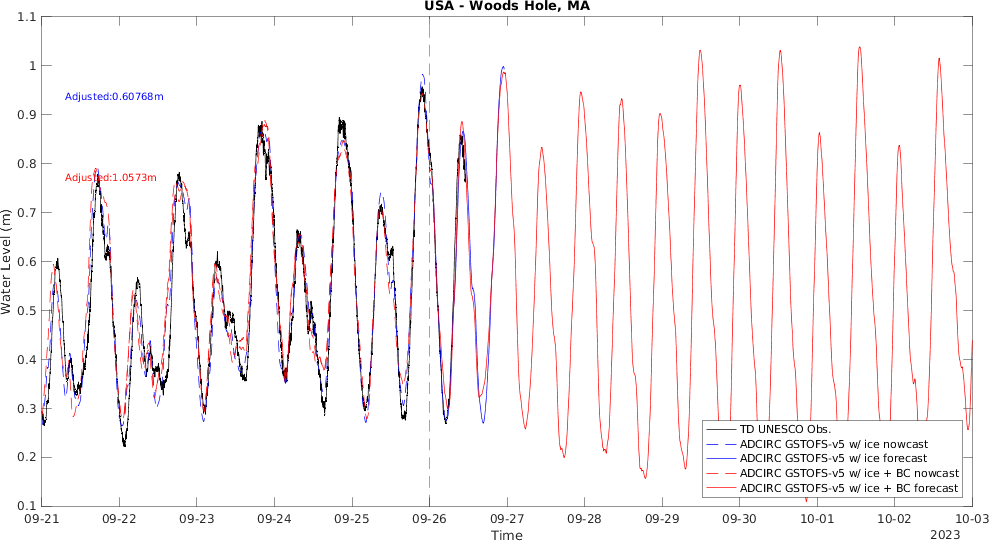 USA - Woods Hole, MA
1.1
1
0.9
0.8
0.7
0.6
0.5
0.4
0.3
0.2
0.1
Water Level (m)
Adjusted:0.60768m
Adjusted:1.0573m
TD UNESCO Obs.
ADCIRC GSTOFS-v5 w/ ice nowcast
ADCIRC GSTOFS-v5 w/ ice forecast
ADCIRC GSTOFS-v5 w/ ice + BC nowcast
ADCIRC GSTOFS-v5 w/ ice + BC forecast
09-21 09-22 09-23 09-24 09-25 09-26 09-27 09-28 09-29 09-30 10-01 10-02 10-03
Time
2023